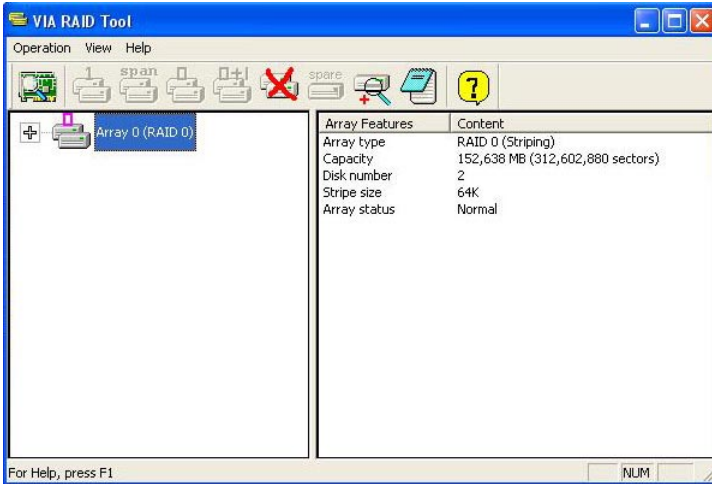 VIA RAID Tool
Operation View Help
1 span 0 0+1 spare ?
Array 0 (RAID 0)
Array Features Content
Array type RAID 0 (Striping)
Capacity 152,638 MB (312,602,880 sectors)
Disk number 2
Stripe size 64K
Array status Normal
For Help, press F1 NUM